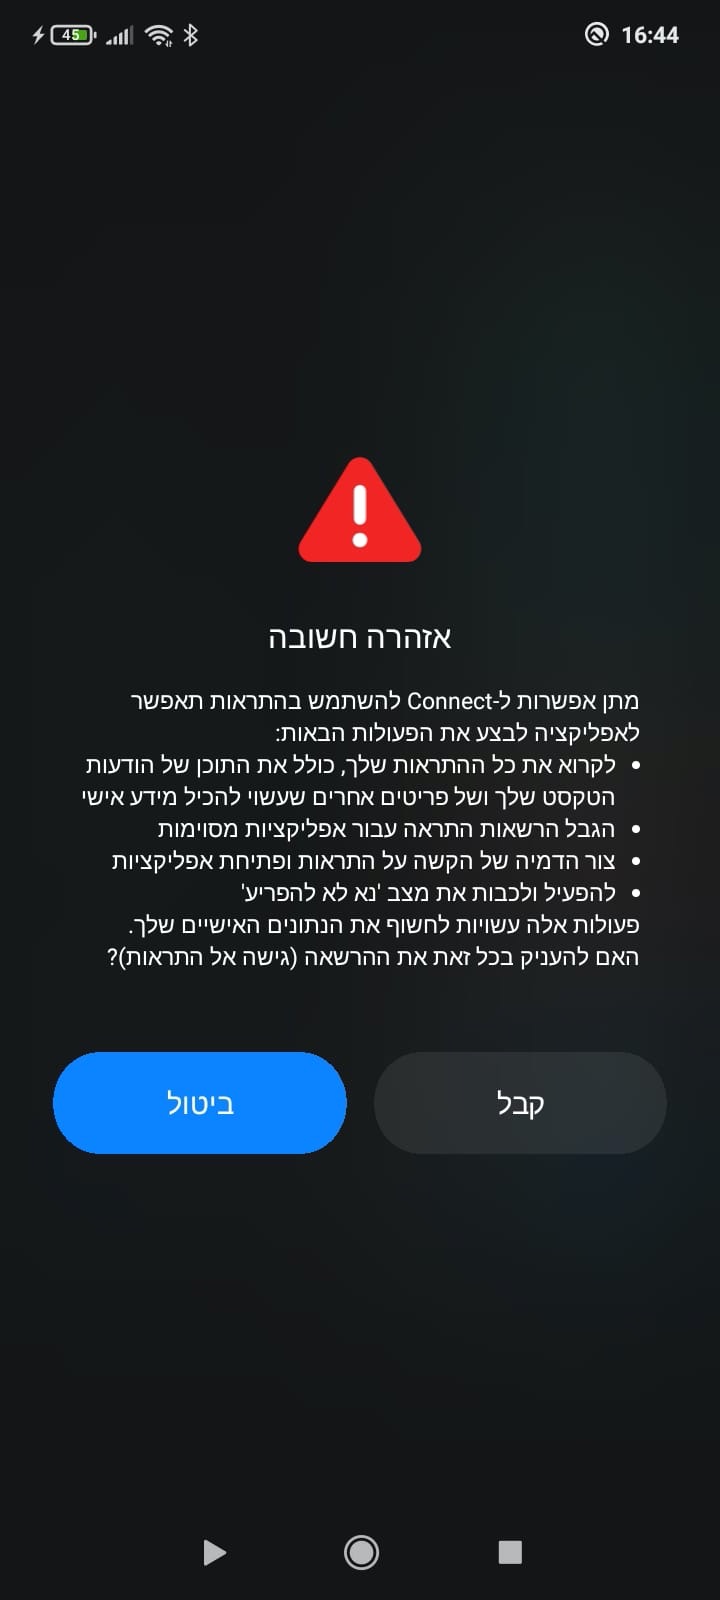 45
16:44
אזהרה חשובה
מתן אפשרות ל-Connect להשתמש בהתראות תאפשר
לאפליקציה לבצע את הפעולות הבאות:
• לקרוא את כל ההתראות שלך, כולל את התוכן של הודעות
הטקסט שלך ושל פריטים אחרים שעשוי להכיל מידע אישי
• הגבל הרשאות התראה עבור אפליקציות מסוימות
• צור הדמיה של הקשה על התראות ופתיחת אפליקציות
• להפעיל ולכבות את מצב 'נא לא להפריע'
פעולות אלה עשויות לחשוף את הנתונים האישיים שלך.
האם להעניק בכל זאת את ההרשאה (גישה אל התראות)?
קבל
ביטול